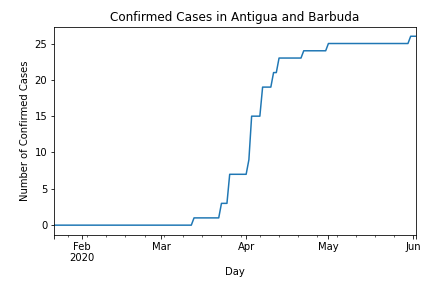 Confirmed Cases in Antigua and Barbuda
Number of Confirmed Cases
25
20
15
10
5
0
Feb Mar Apr May Jun
2020
Day